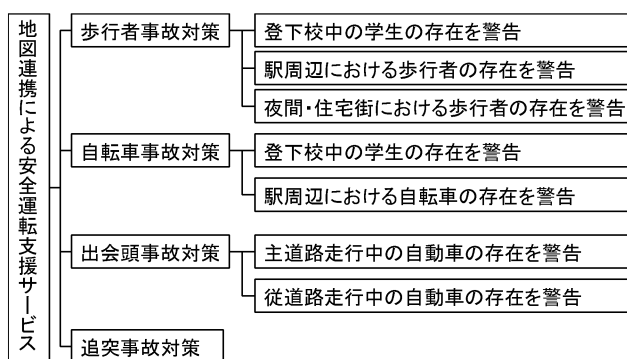 地図連携による安全運転支援サービス
歩行者事故対策
登下校中の学生の存在を警告
駅周辺における歩行者の存在を警告
夜間・住宅街における歩行者の存在を警告
自転車事故対策
登下校中の学生の存在を警告
駅周辺における自転車の存在を警告
出会頭事故対策
主道路走行中の自動車の存在を警告
従道路走行中の自動車の存在を警告
追突事故対策